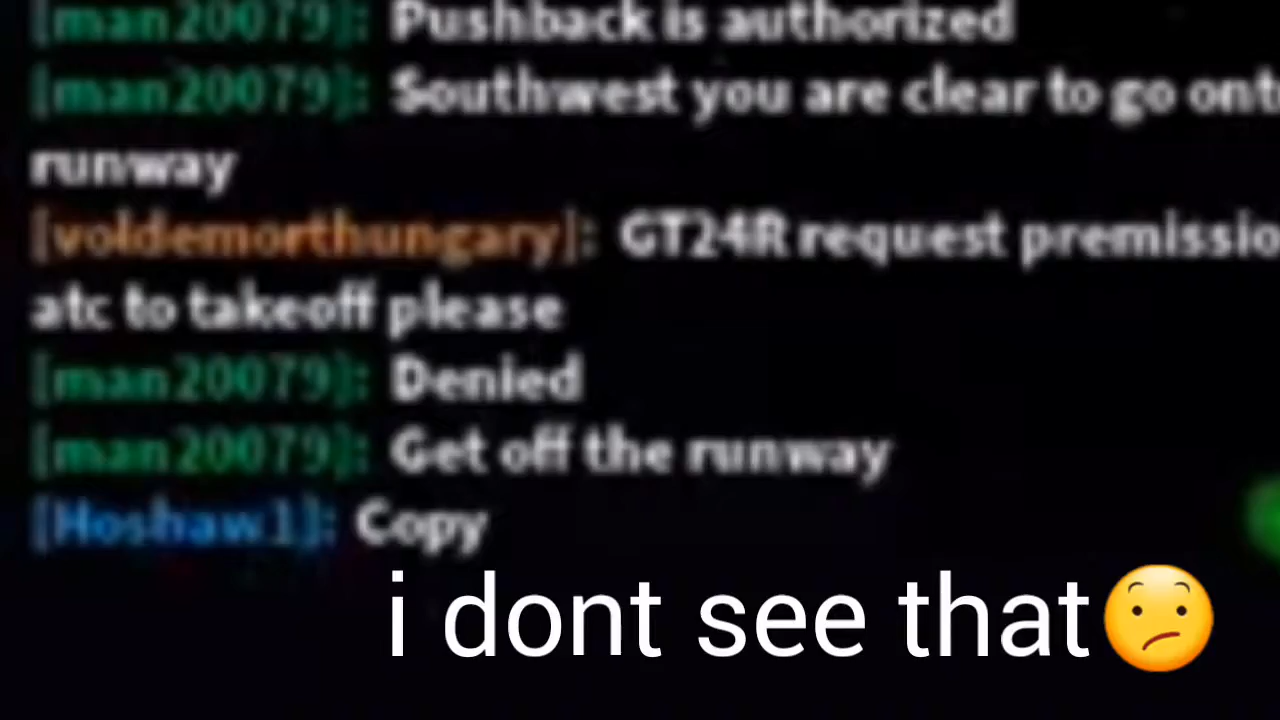 [man20079]: Pushback is authorized
[man20079]: Southwest you are clear to go ont
runway
[voldemorthungary]: GT24R request premissio
atc to takeoff please
[man20079]: Denied
[man20079]: Get off the runway
[Hoshaw1]: Copy
i dont see that😕